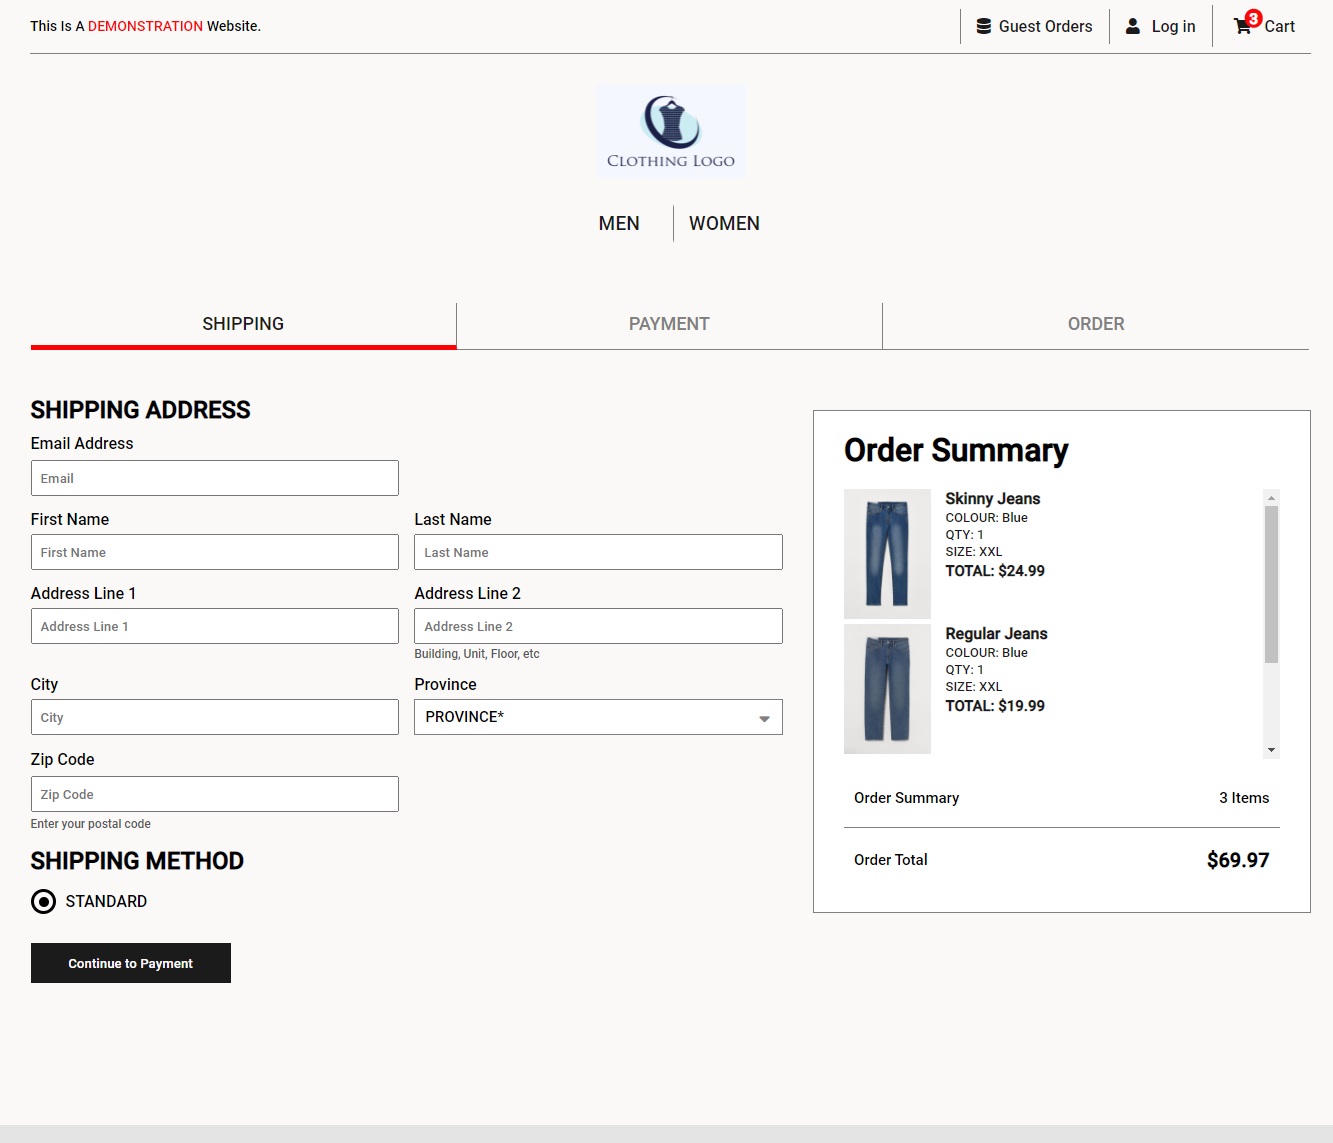 This Is A DEMONSTRATION Website.
Guest Orders
Log in
3
Cart
CLOTHING LOGO
MEN
WOMEN
SHIPPING
PAYMENT
ORDER
SHIPPING ADDRESS
Email Address
Email
First Name
Last Name
First Name
Last Name
Address Line 1
Address Line 2
Address Line 1
Address Line 2
Building, Unit, Floor, etc
City
Province
City
PROVINCE*
Zip Code
Zip Code
Enter your postal code
SHIPPING METHOD
STANDARD
Continue to Payment
Order Summary
Skinny Jeans
COLOUR: Blue
QTY: 1
SIZE: XXL
TOTAL: $24.99
Regular Jeans
COLOUR: Blue
QTY: 1
SIZE: XXL
TOTAL: $19.99
Order Summary
3 Items
Order Total
$69.97